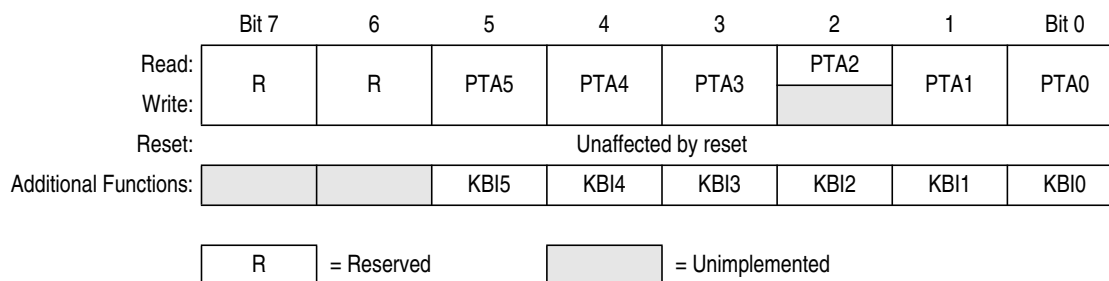 Bit 7 6 5 4 3 2 1 Bit 0
Read: R R PTA5 PTA4 PTA3 PTA2 PTA1 PTA0
Write:
Reset: Unaffected by reset
Additional Functions: KBI5 KBI4 KBI3 KBI2 KBI1 KBI0
R = Reserved = Unimplemented